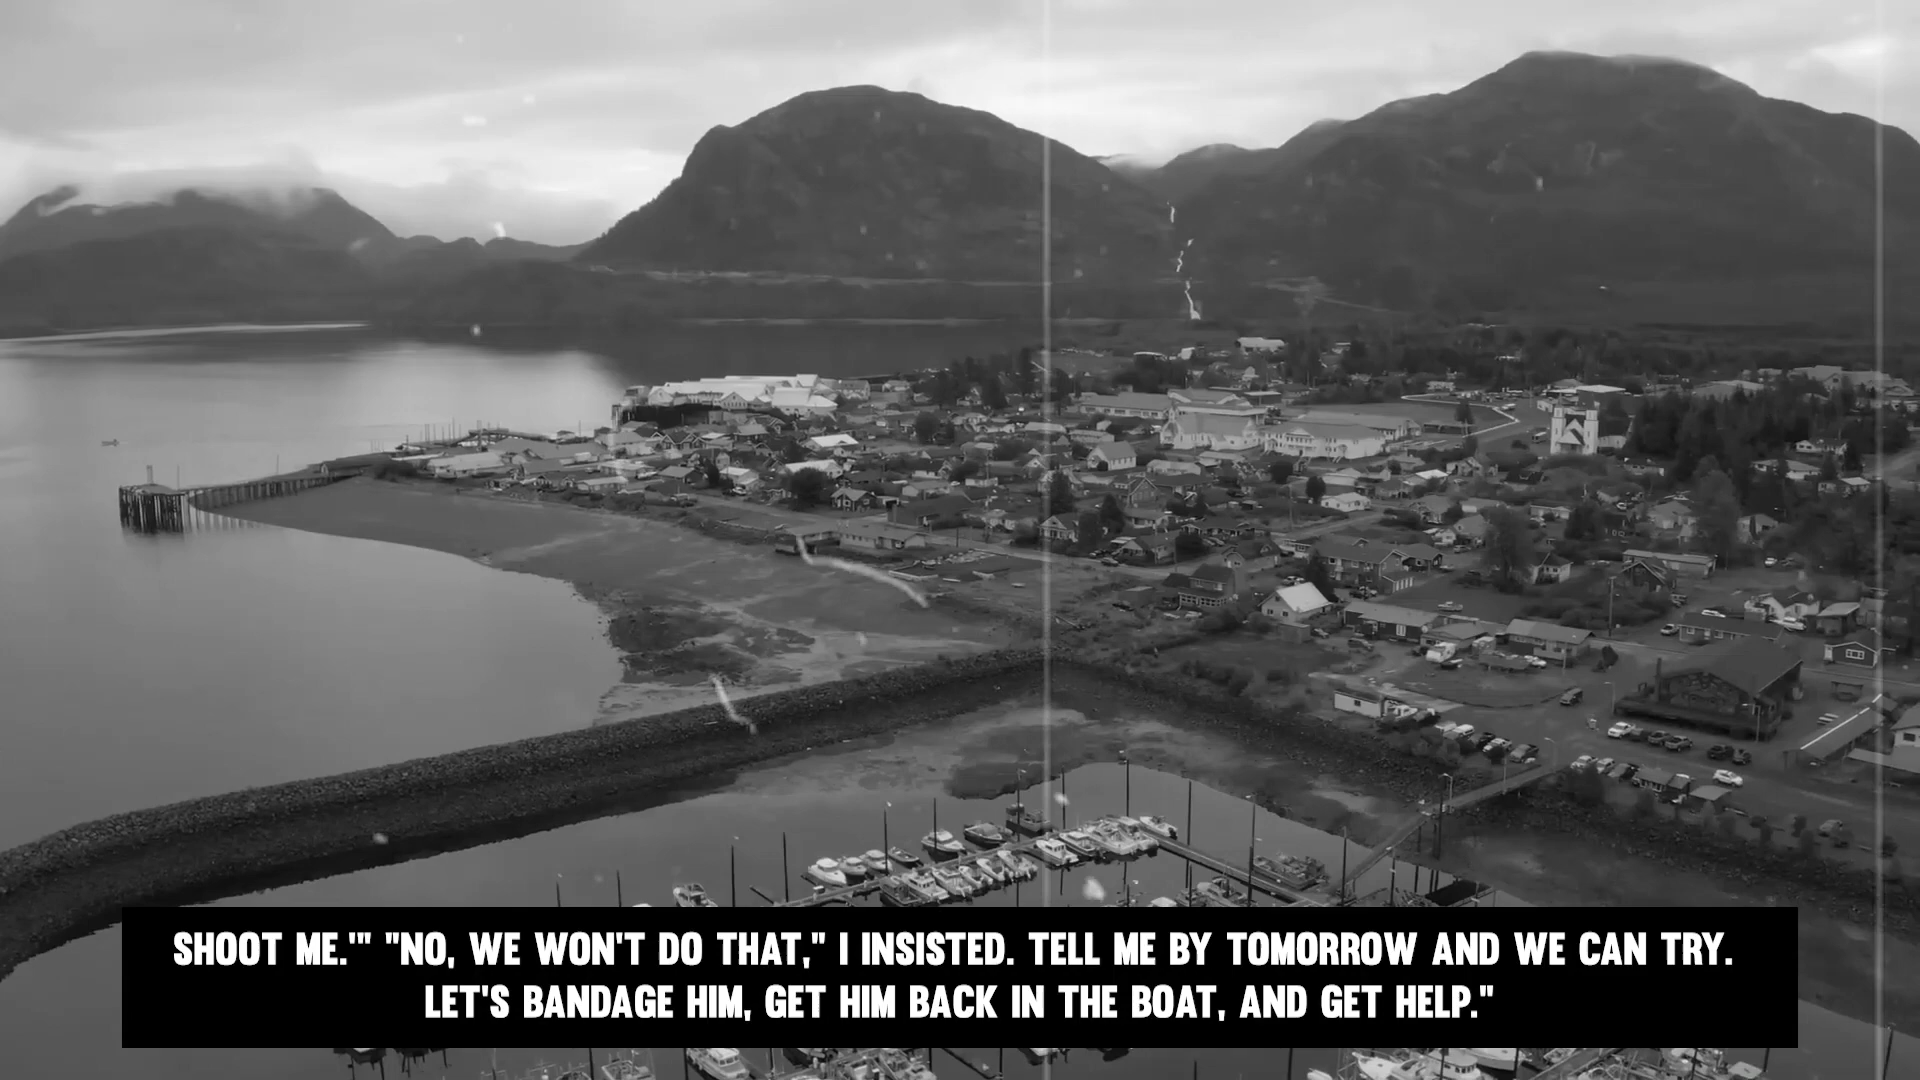 SHOOT ME.'" "NO, WE WON'T DO THAT," I INSISTED. TELL ME BY TOMORROW AND WE CAN TRY.
LET'S BANDAGE HIM, GET HIM BACK IN THE BOAT, AND GET HELP."